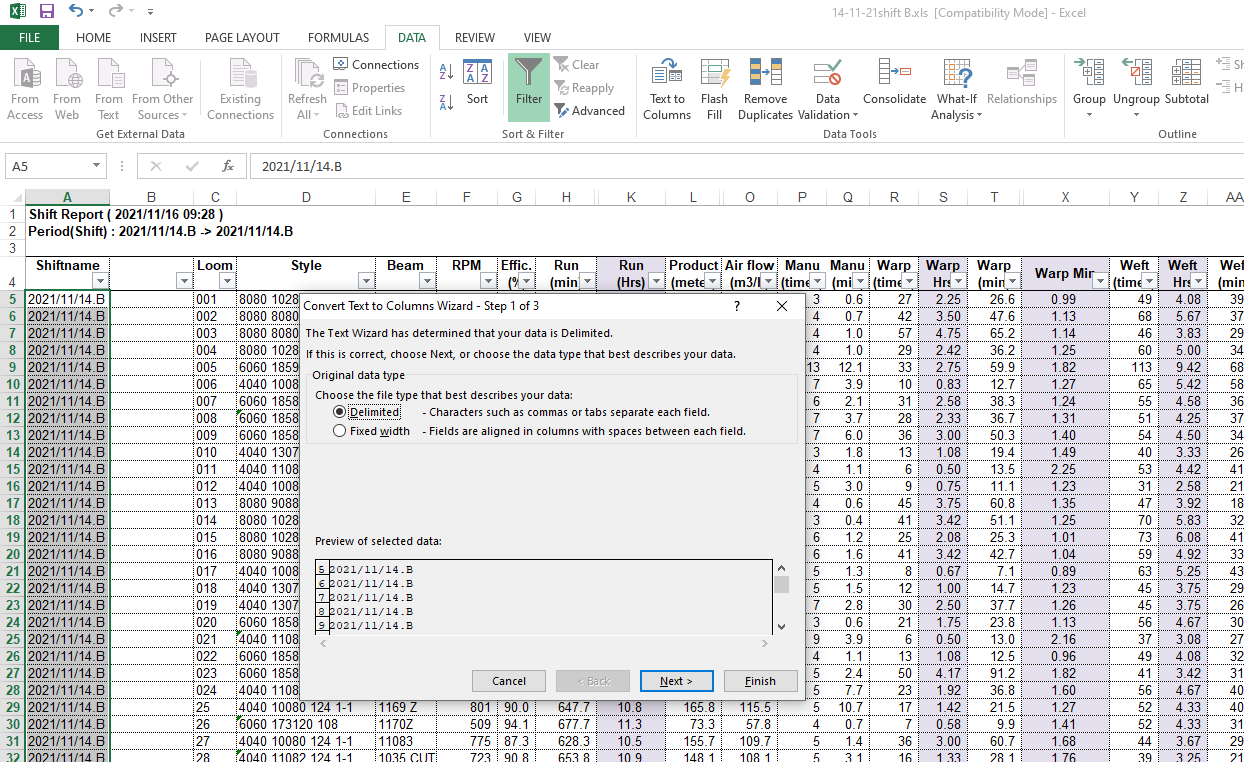 14-11-21shift B.xls [Compatibility Mode] - Excel
FILE HOME INSERT PAGE LAYOUT FORMULAS DATA REVIEW VIEW
From Access From Web From Text From Other Sources Existing Connections Refresh All Connections Properties Edit Links Sort Filter Clear Reapply Advanced Text to Columns Flash Fill Remove Duplicates Data Validation Consolidate What-If Analysis Relationships Group Ungroup Subtotal
Get External Data Connections Sort & Filter Data Tools Outline
A5 fx 2021/11/14.B
A B C D E F G H K L O P Q R S T X Y Z AA
1 Shift Report ( 2021/11/16 09:28 )
2 Period(Shift) : 2021/11/14.B -> 2021/11/14.B
3
4 Shiftname Loom Style Beam RPM Effic. (% Run (min Run (Hrs) Product (mete Air flow (m3/ Manu (time Manu (mi Warp (time Warp Hrs Warp (min Warp Min Weft (time Weft Hrs Weft (min
5 2021/11/14.B 001 8080 1028 3 0.6 27 2.25 26.6 0.99 49 4.08 39
6 2021/11/14.B 002 8080 8080 4 0.7 42 3.50 47.6 1.13 68 5.67 57
7 2021/11/14.B 003 8080 8080 4 1.0 57 4.75 65.2 1.14 46 3.83 29
8 2021/11/14.B 004 8080 1028 4 1.0 29 2.42 36.2 1.25 60 5.00 34
9 2021/11/14.B 005 6060 1859 13 12.1 33 2.75 59.9 1.82 113 9.42 68
10 2021/11/14.B 006 4040 1008 7 3.9 10 0.83 12.7 1.27 65 5.42 58
11 2021/11/14.B 007 6060 1858 6 2.1 31 2.58 38.3 1.24 55 4.58 36
12 2021/11/14.B 008 6060 1858 7 3.7 28 2.33 36.7 1.31 51 4.25 37
13 2021/11/14.B 009 6060 1858 7 6.0 36 3.00 50.3 1.40 54 4.50 34
14 2021/11/14.B 010 4040 1307 3 1.8 13 1.08 19.4 1.49 40 3.33 26
15 2021/11/14.B 011 4040 1108 4 1.1 6 0.50 13.5 2.25 53 4.42 41
16 2021/11/14.B 012 4040 1008 5 3.0 9 0.75 11.1 1.23 31 2.58 21
17 2021/11/14.B 013 8080 9088 4 0.6 45 3.75 60.8 1.35 47 3.92 18
18 2021/11/14.B 014 8080 1028 3 0.4 41 3.42 51.1 1.25 70 5.83 32
19 2021/11/14.B 015 8080 1028 6 1.2 25 2.08 25.3 1.01 73 6.08 41
20 2021/11/14.B 016 8080 9088 6 1.6 41 3.42 42.7 1.04 59 4.92 33
21 2021/11/14.B 017 4040 1008 5 1.3 8 0.67 7.1 0.89 63 5.25 43
22 2021/11/14.B 018 4040 1307 5 1.5 12 1.00 14.7 1.23 45 3.75 29
23 2021/11/14.B 019 4040 1307 7 2.8 30 2.50 37.7 1.26 45 3.75 26
24 2021/11/14.B 020 6060 1858 3 0.6 21 1.75 23.8 1.13 56 4.67 30
25 2021/11/14.B 021 4040 1108 9 3.9 6 0.50 13.0 2.16 37 3.08 27
26 2021/11/14.B 022 6060 1858 4 1.1 13 1.08 12.5 0.96 49 4.08 32
27 2021/11/14.B 023 6060 1858 5 2.4 50 4.17 91.2 1.82 41 3.42 31
28 2021/11/14.B 024 4040 1108 5 7.7 23 1.92 36.8 1.60 56 4.67 40
29 2021/11/14.B 25 4040 10080 124 1-1 1169 Z 801 90.0 647.7 10.8 165.8 115.5 5 10.7 17 1.42 21.5 1.27 52 4.33 40
30 2021/11/14.B 26 6060 173120 108 1170Z 509 94.1 677.7 11.3 73.3 57.8 4 0.7 7 0.58 9.9 1.41 52 4.33 31
31 2021/11/14.B 27 4040 10080 124 1-1 11083 775 87.3 628.3 10.5 155.7 109.7 5 1.4 36 3.00 60.7 1.68 44 3.67 29
32 2021/11/14.B 28 4040 11082 124 1-1 1035 CUT 723 90.8 653.8 10.9 148.1 108.1 5 3.1 16 1.33 28.1 1.76 39 3.25 21
Convert Text to Columns Wizard - Step 1 of 3 ?
The Text Wizard has determined that your data is Delimited.
If this is correct, choose Next, or choose the data type that best describes your data.
Original data type
Choose the file type that best describes your data:
Delimited - Characters such as commas or tabs separate each field.
Fixed width - Fields are aligned in columns with spaces between each field.
Preview of selected data:
5 2021/11/14.B
6 2021/11/14.B
7 2021/11/14.B
8 2021/11/14.B
9 2021/11/14.B
Cancel < Back Next > Finish